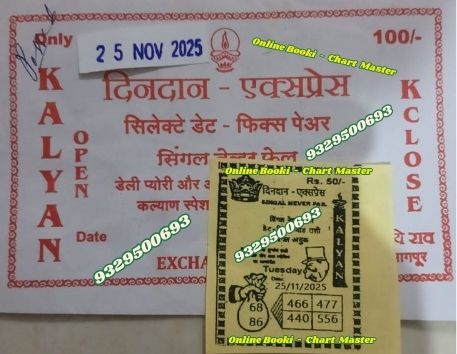 Only
25 NOV 2025
100/-
Online Booki - Chart Master
दिनदान - एक्सप्रेस
सिलेक्टे डेट - फिक्स पेअर
सिंगल
फेल
KALYAN
OPEN
K CLOSE
9329500693
9329500693
Online Booki - Chart Master
डेली प्योरी और
कल्याण स्पेश
Date
EXCHA
राव
Rs. 50/-
दिनदान - एक्सप्रेस
SINGAL NEVER FAIL
KALYAN
9329500693
Tuesday
Date:
25/11/2025
68
86
466 477
440 556
Online Booki - Chart Master